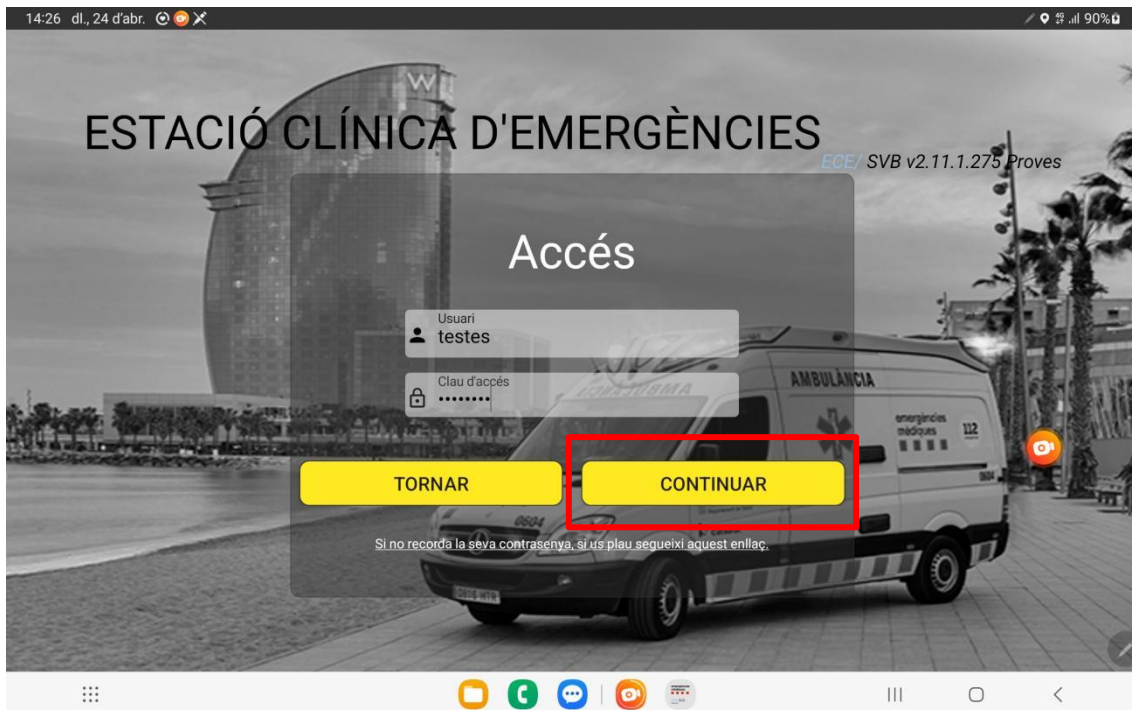 14:26 dl., 24 d'abr.
90%
W
ESTACIÓ CLÍNICA D'EMERGÈNCIES
ECE/ SVB v2.11.1.275 Proves
Accés
Usuari
testes
Clau d'accés
••••••••
AMBULÀNCIA
emergències
mèdiques
112
TORNAR
CONTINUAR
0604
Si no recorda la seva contrasenya, si us plau segueixi aquest enllaç.